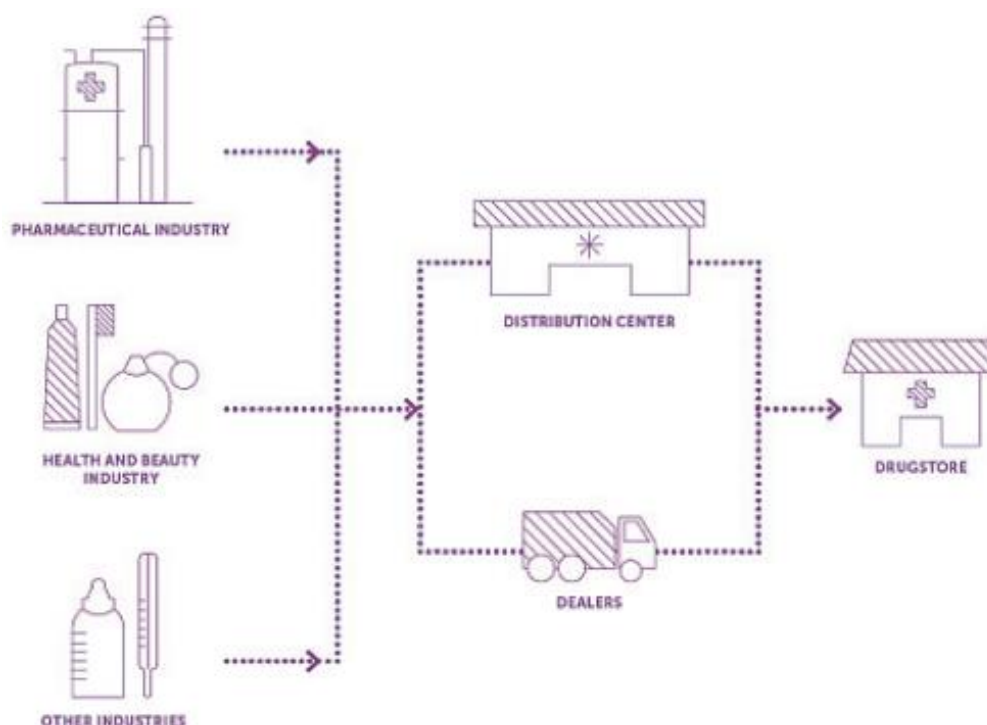 PHARMACEUTICAL INDUSTRY
DISTRIBUTION CENTER
HEALTH AND BEAUTY
INDUSTRY
DRUGSTORE
DEALERS
OTHER INDUSTRIES